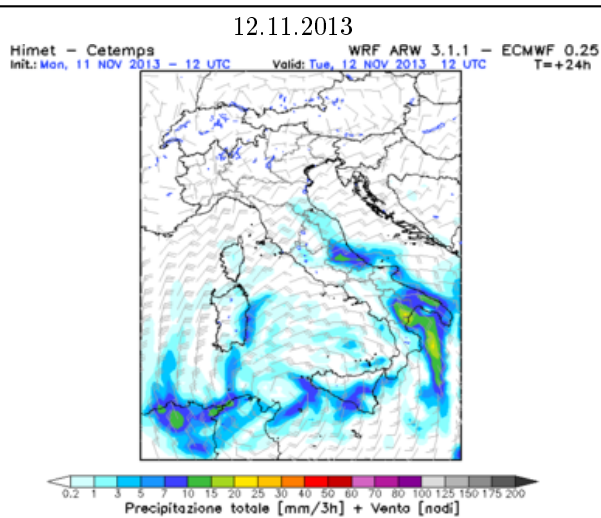 12.11.2013
Himet – Cetemps WRF ARW 3.1.1 – ECMWF 0.25
Init.: Mon, 11 NOV 2013 – 12 UTC Valid: Tue, 12 NOV 2013 12 UTC T=+24h
0.2 1 3 5 7 10 15 20 25 30 40 50 60 70 80 100 125 150 175 200
Precipitazione totale [mm/3h] + Vento [nodi]